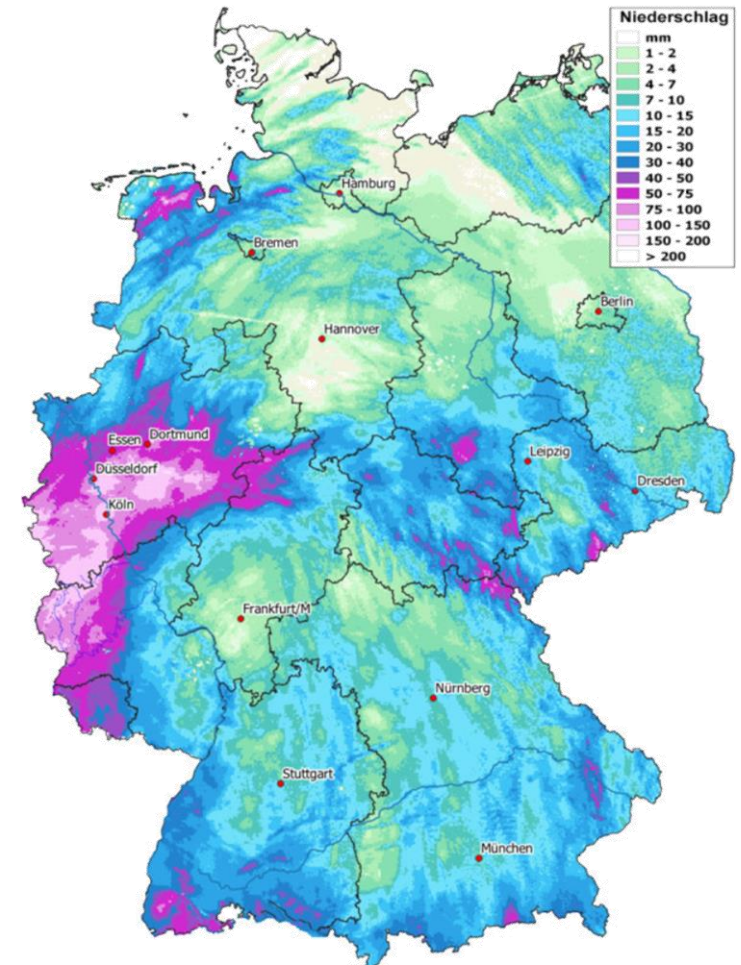 Niederschlag
mm
1 - 2
2 - 4
4 - 7
7 - 10
10 - 15
15 - 20
20 - 30
30 - 40
40 - 50
50 - 75
75 - 100
100 - 150
150 - 200
> 200
Hamburg
Bremen
Berlin
Hannover
Essen
Dortmund
Leipzig
Düsseldorf
Dresden
Köln
Frankfurt/M
Nürnberg
Stuttgart
München